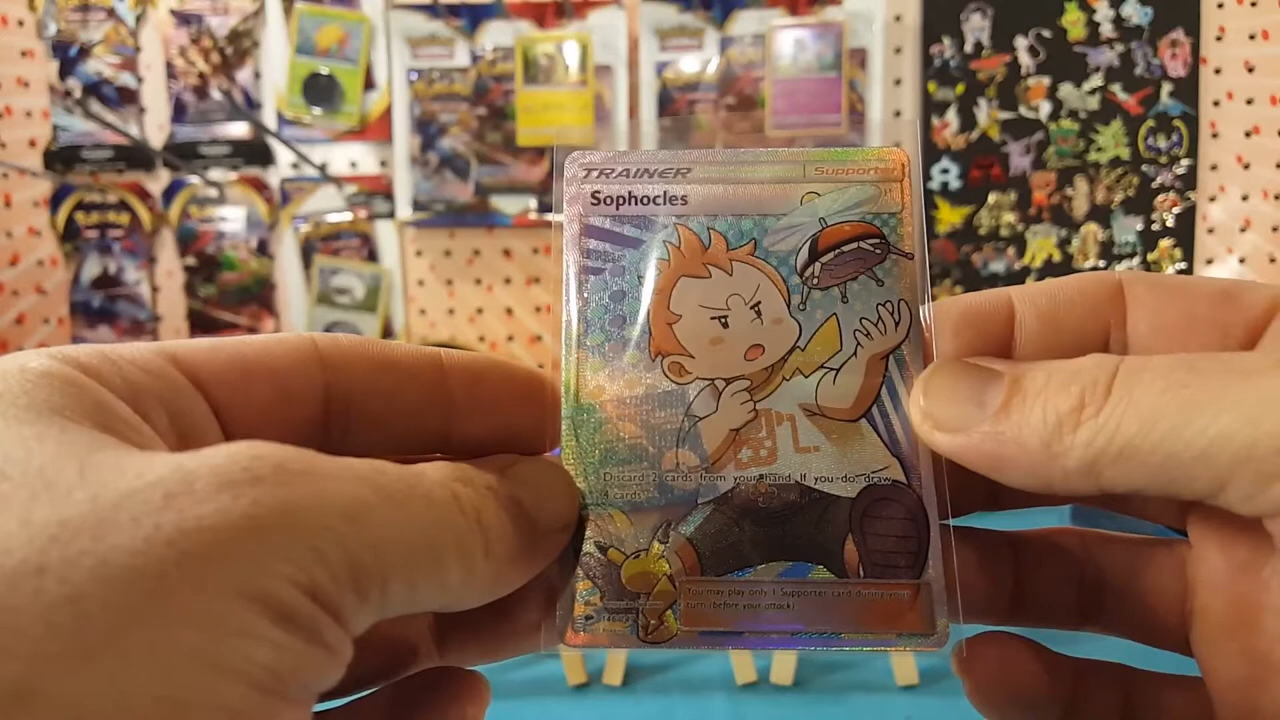 TRAINER Supporter
Sophocles
Discard 2 cards from your hand. If you do, draw
4 cards.
You may play only 1 Supporter card during your
turn (before your attack).